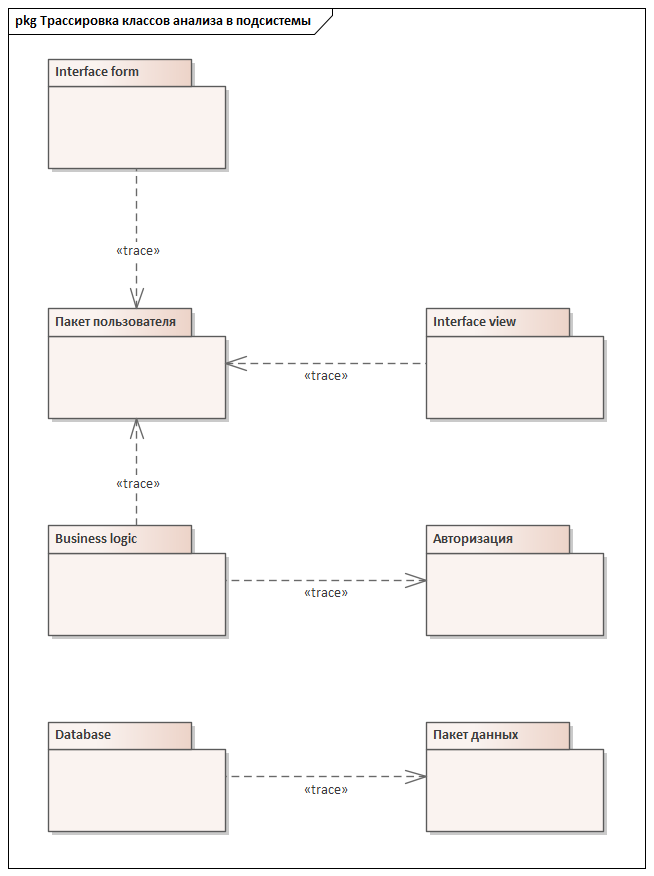 pkg Трассировка классов анализа в подсистемы
Interface form
«trace»
Пакет пользователя
Interface view
«trace»
«trace»
Business logic
Авторизация
«trace»
Database
Пакет данных
«trace»